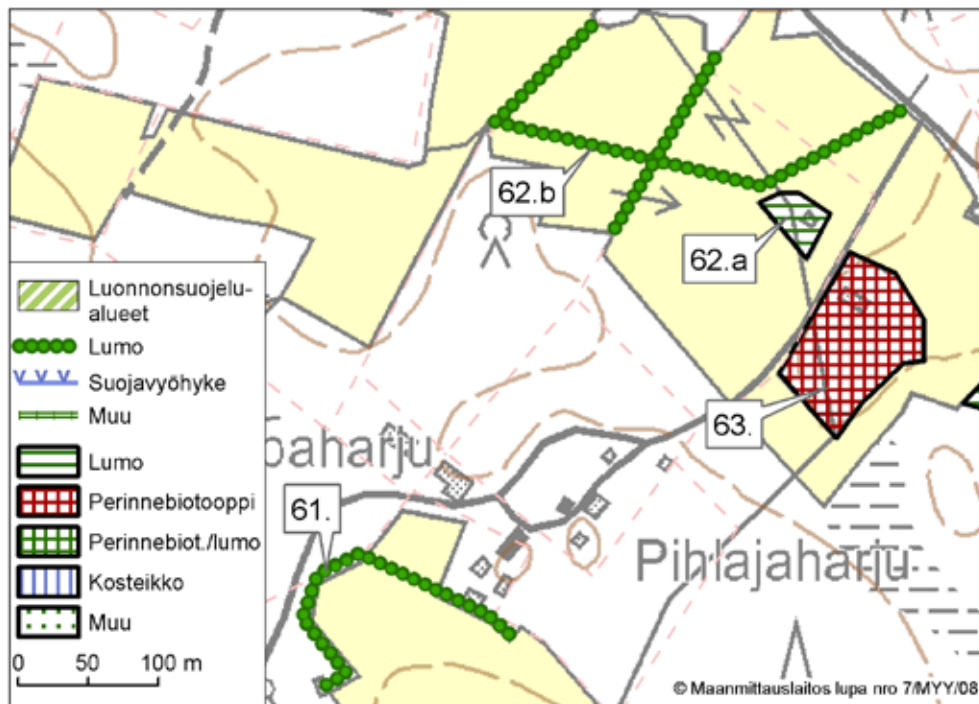 62.b
62.a
63.
baharju
61.
Pihlajaharju
Luonnonsuojelu-
alueet
Lumo
Suojavyöhyke
Muu
Lumo
Perinnebiotooppi
Perinnebiot./lumo
Kosteikko
Muu
0 50 100 m
© Maanmittauslaitos lupa nro 7/MYY/08